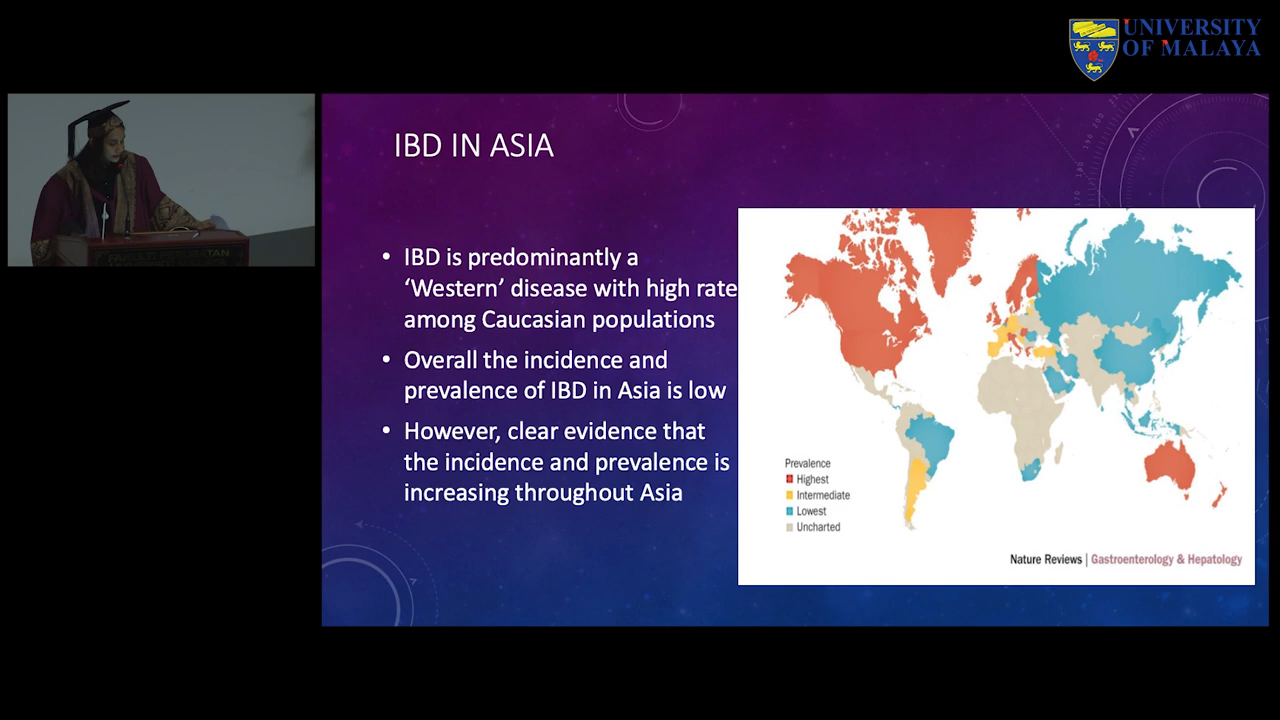 UNIVERSITY
OF MALAYA
IBD IN ASIA
• IBD is predominantly a
‘Western’ disease with high rate
among Caucasian populations
• Overall the incidence and
prevalence of IBD in Asia is low
• However, clear evidence that
the incidence and prevalence is
increasing throughout Asia
Prevalence
Highest
Intermediate
Lowest
Uncharted
Nature Reviews | Gastroenterology & Hepatology